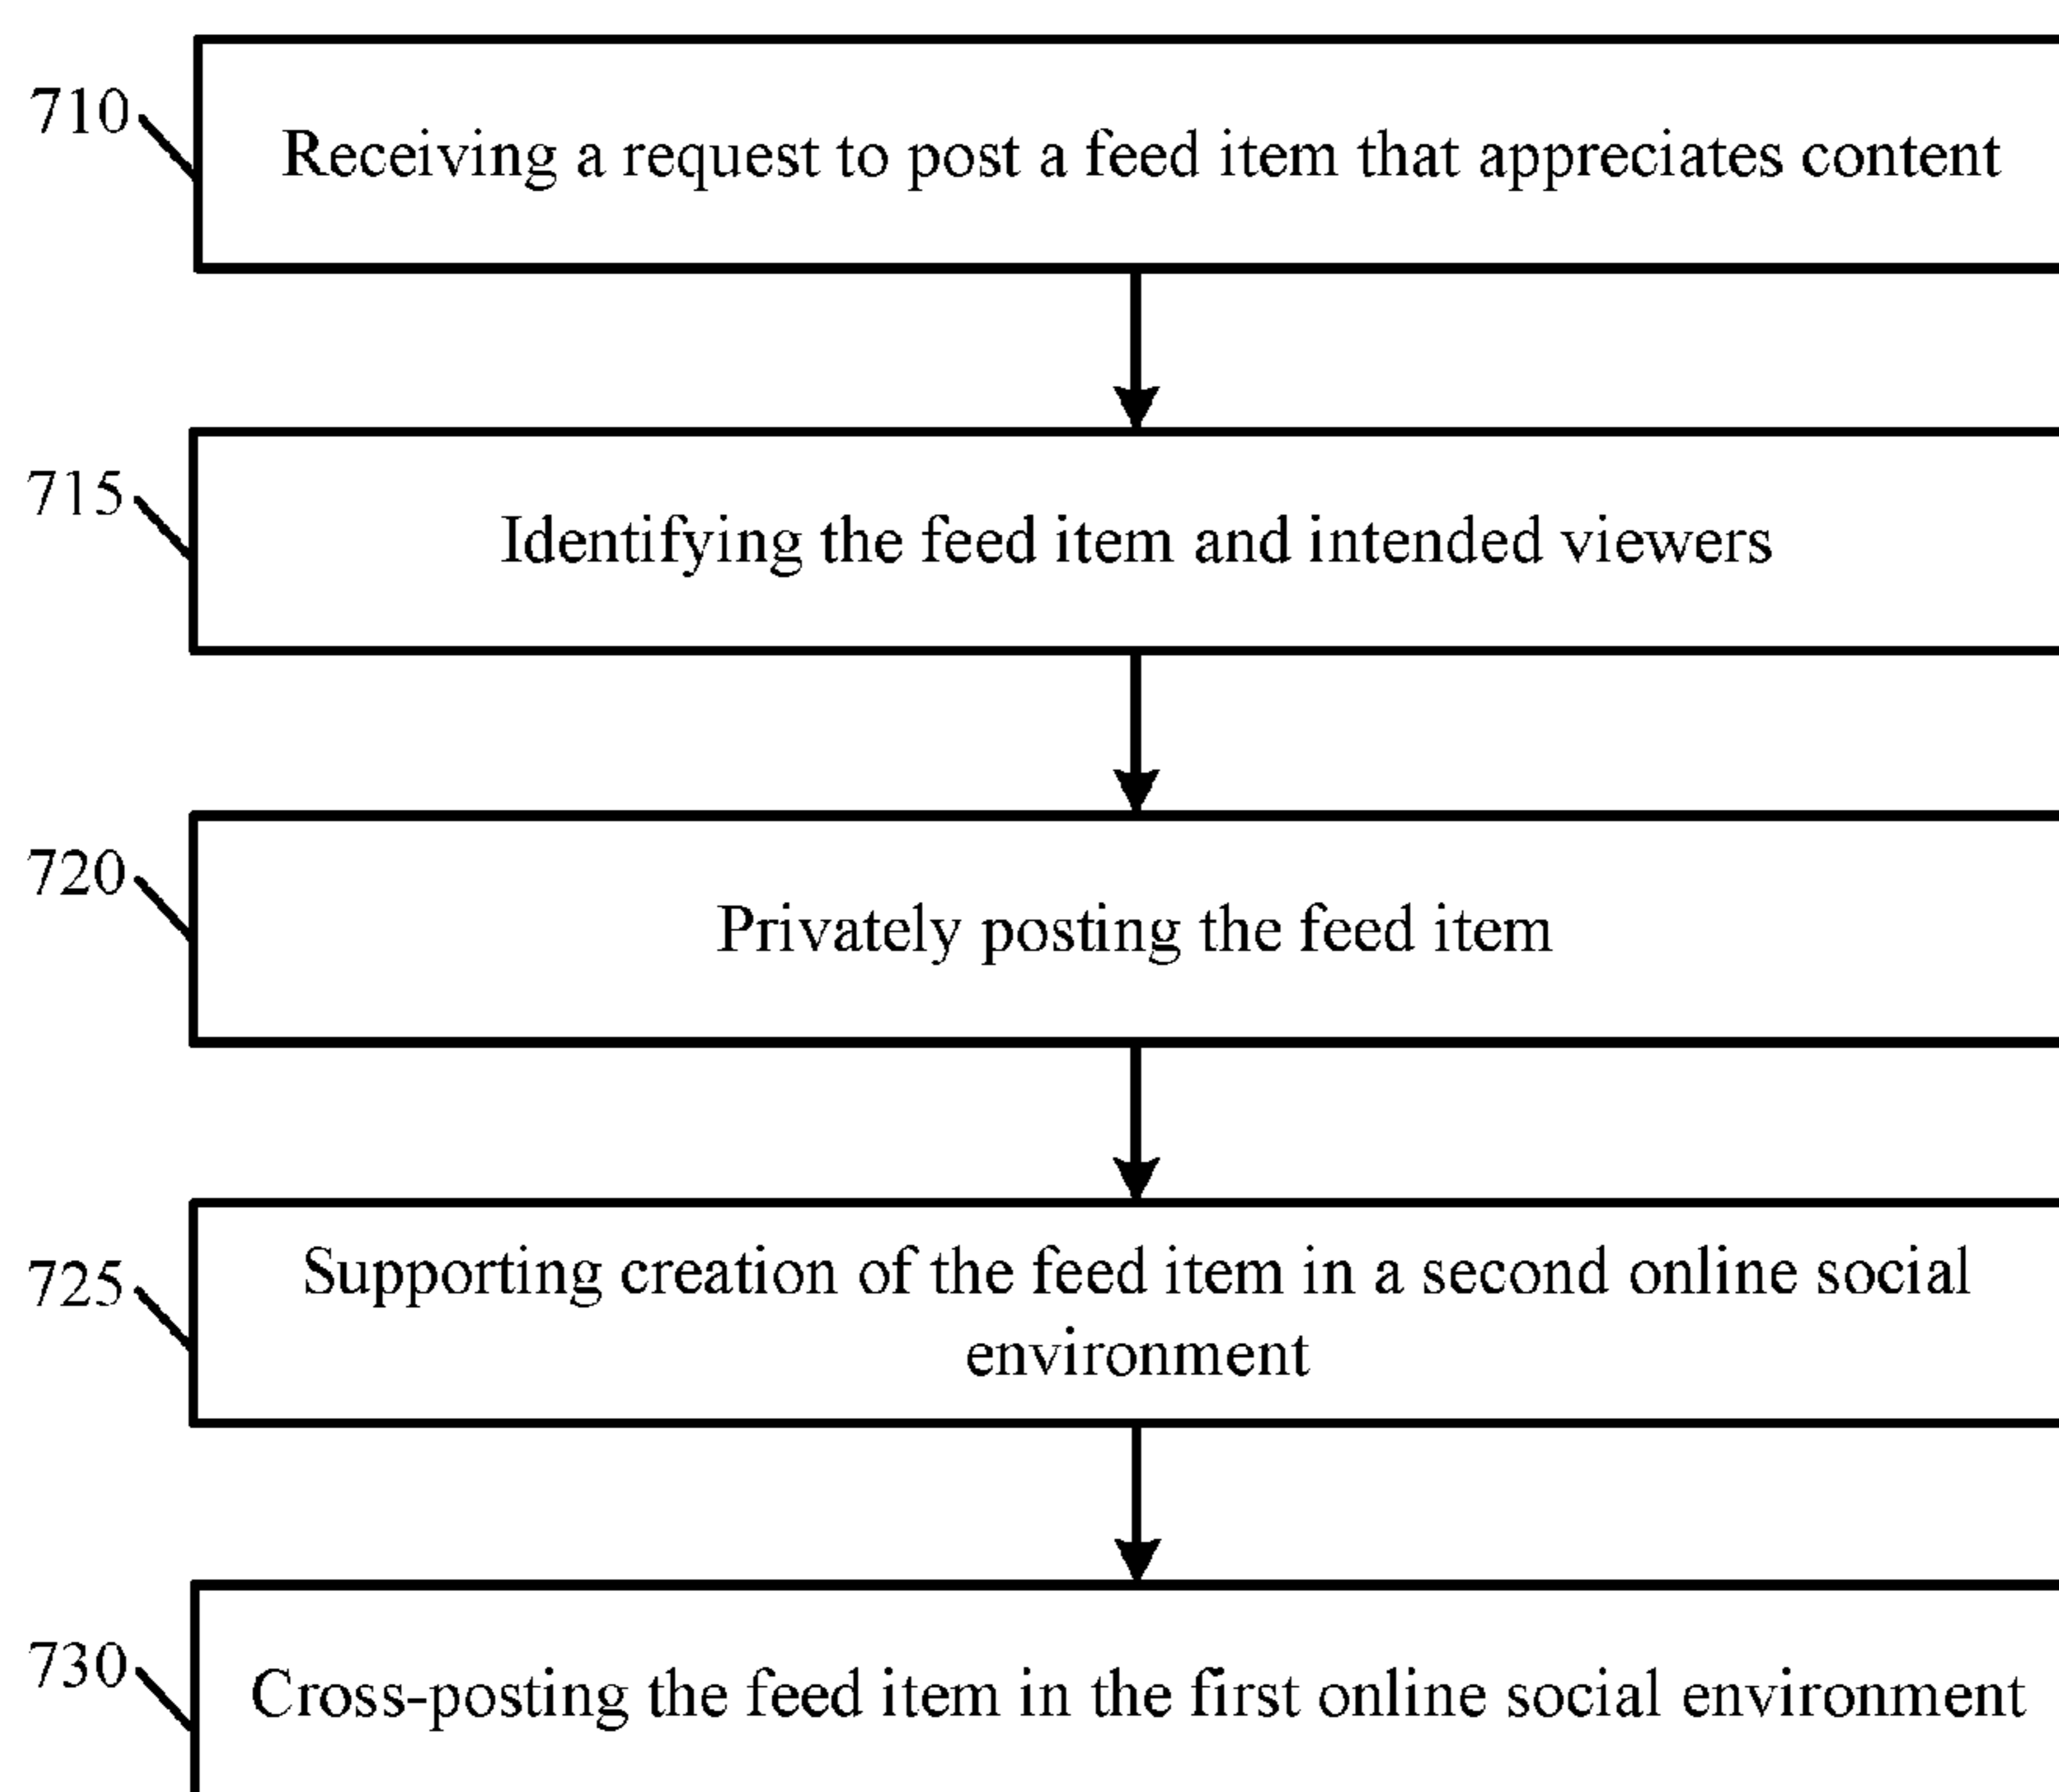 710
Receiving a request to post a feed item that appreciates content
715
Identifying the feed item and intended viewers
720
Privately posting the feed item
725
Supporting creation of the feed item in a second online social
environment
730
Cross-posting the feed item in the first online social environment